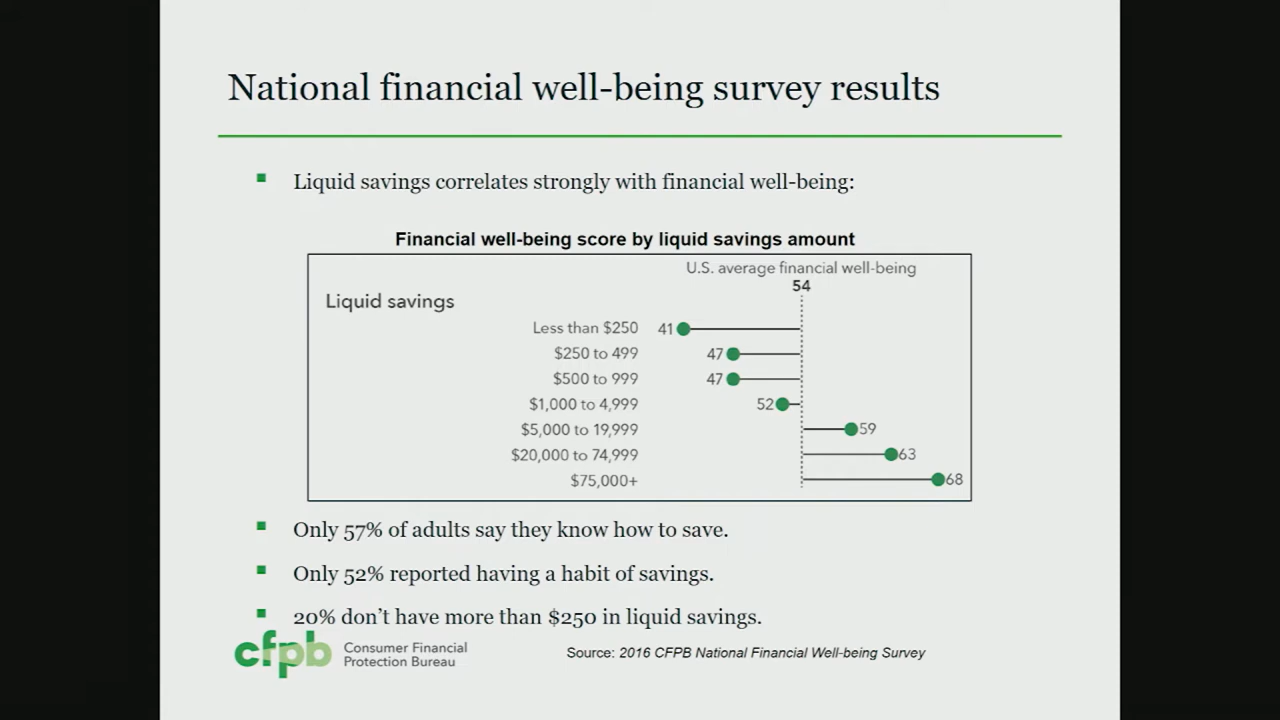 National financial well-being survey results
Liquid savings correlates strongly with financial well-being:
Financial well-being score by liquid savings amount
U.S. average financial well-being
54
Liquid savings
Less than $250 41
$250 to 499 47
$500 to 999 47
$1,000 to 4,999 52
$5,000 to 19,999 59
$20,000 to 74,999 63
$75,000+ 68
Only 57% of adults say they know how to save.
Only 52% reported having a habit of savings.
20% don’t have more than $250 in liquid savings.
cfpb
Consumer Financial
Protection Bureau
Source: 2016 CFPB National Financial Well-being Survey